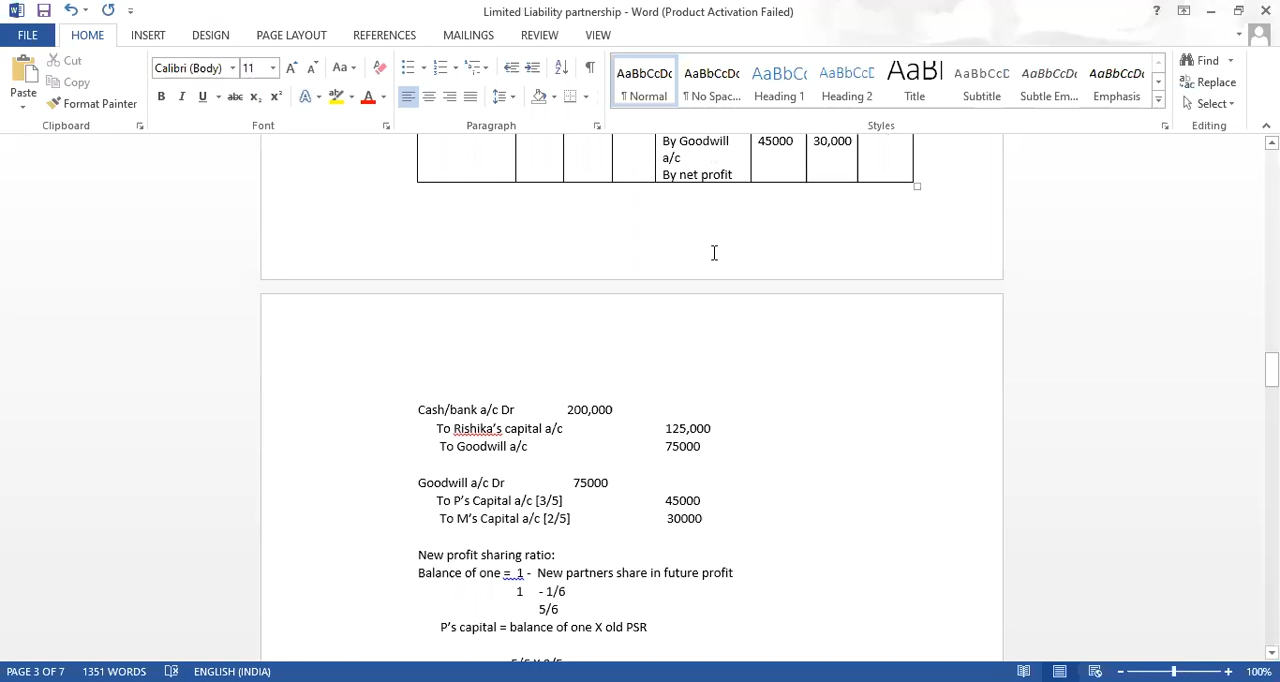 Limited Liability partnership - Word (Product Activation Failed)
FILE HOME INSERT DESIGN PAGE LAYOUT REFERENCES MAILINGS REVIEW VIEW
Paste
Cut
Copy
Format Painter
Clipboard
Calibri (Body) 11
Font
Paragraph
AaBbCcDc AaBbCcDc AaBbCc AaBbCcD AaBl AaBbCcD AaBbCcDc AaBbCcDc
¶ Normal ¶ No Spac... Heading 1 Heading 2 Title Subtitle Subtle Em... Emphasis
Styles
Find
Replace
Select
Editing
By Goodwill 45000 30,000
a/c
By net profit
Cash/bank a/c Dr 200,000
To Rishika's capital a/c 125,000
To Goodwill a/c 75000
Goodwill a/c Dr 75000
To P's Capital a/c [3/5] 45000
To M's Capital a/c [2/5] 30000
New profit sharing ratio:
Balance of one = 1 - New partners share in future profit
1 - 1/6
5/6
P's capital = balance of one X old PSR
PAGE 3 OF 7 1351 WORDS ENGLISH (INDIA) 100%